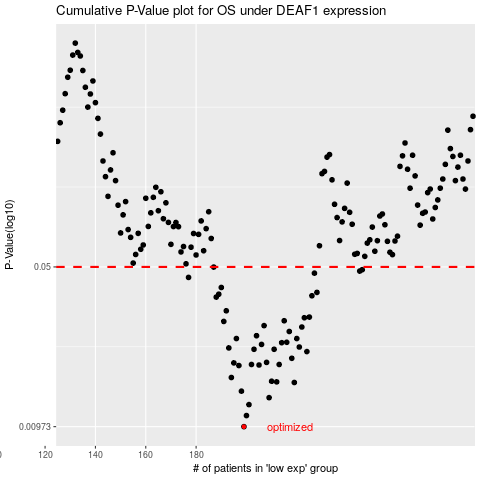 Cumulative P-Value plot for OS under DEAF1 expression
P-Value(log10)
0.05
0.00973
optimized
0 120 140 160 180
# of patients in 'low exp' group